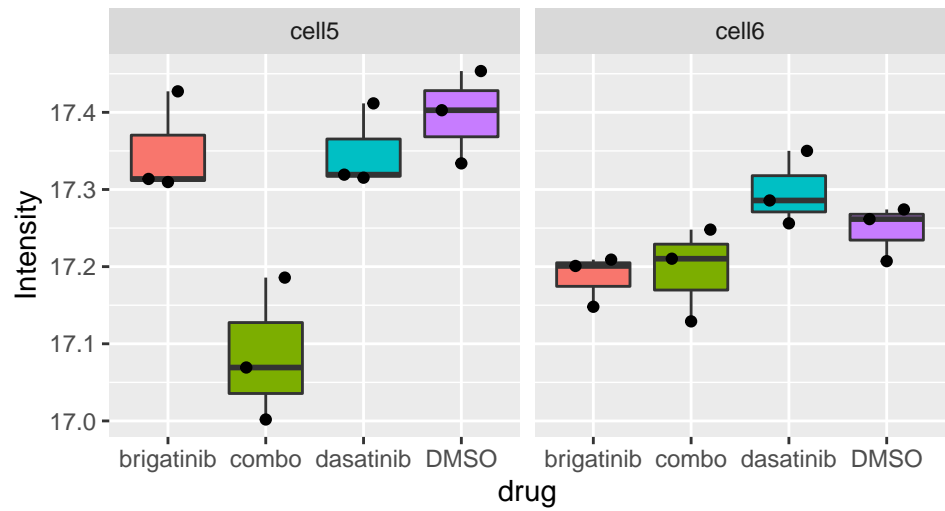 cell5 cell6
Intensity
17.4
17.3
17.2
17.1
17.0
brigatinib combo dasatinib DMSO brigatinib combo dasatinib DMSO
drug